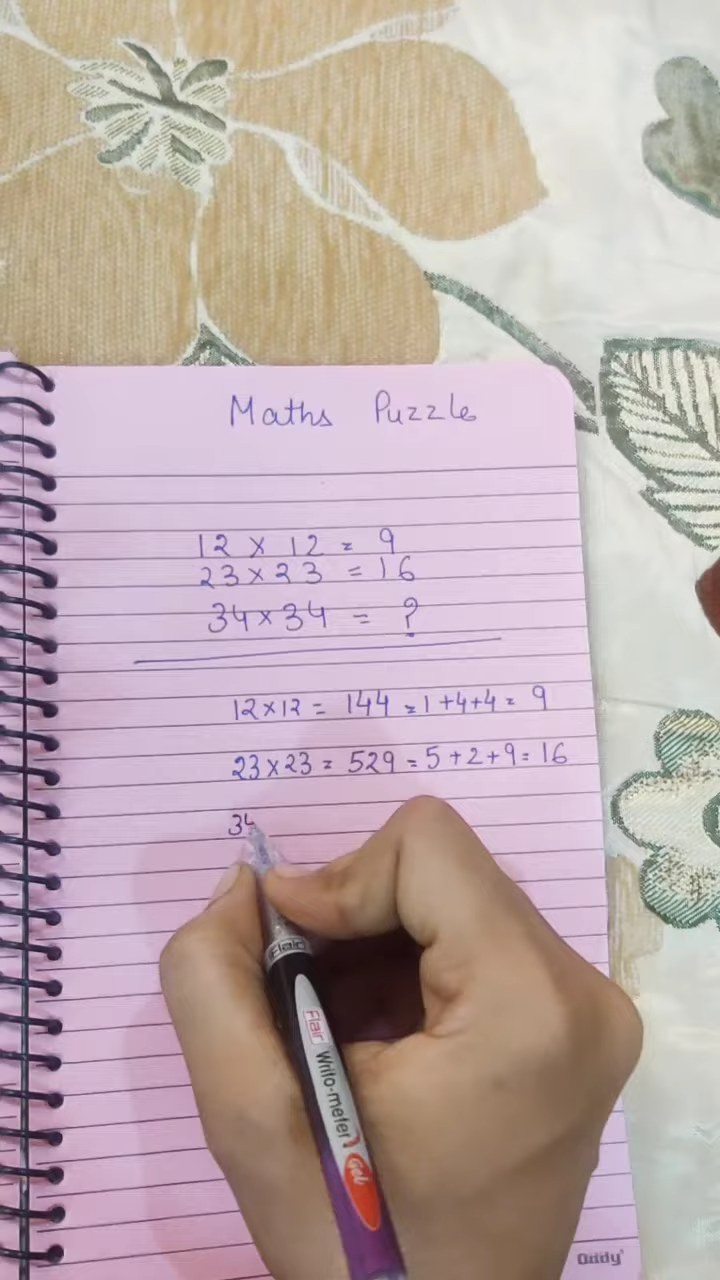 Maths Puzzle
12 × 12 = 9
23 × 23 = 16
34 × 34 = ?
12 × 12 = 144 = 1 + 4 + 4 = 9
23 × 23 = 529 = 5 + 2 + 9 = 16
34
Flair
Flair Writo-meter Gel
Oddy